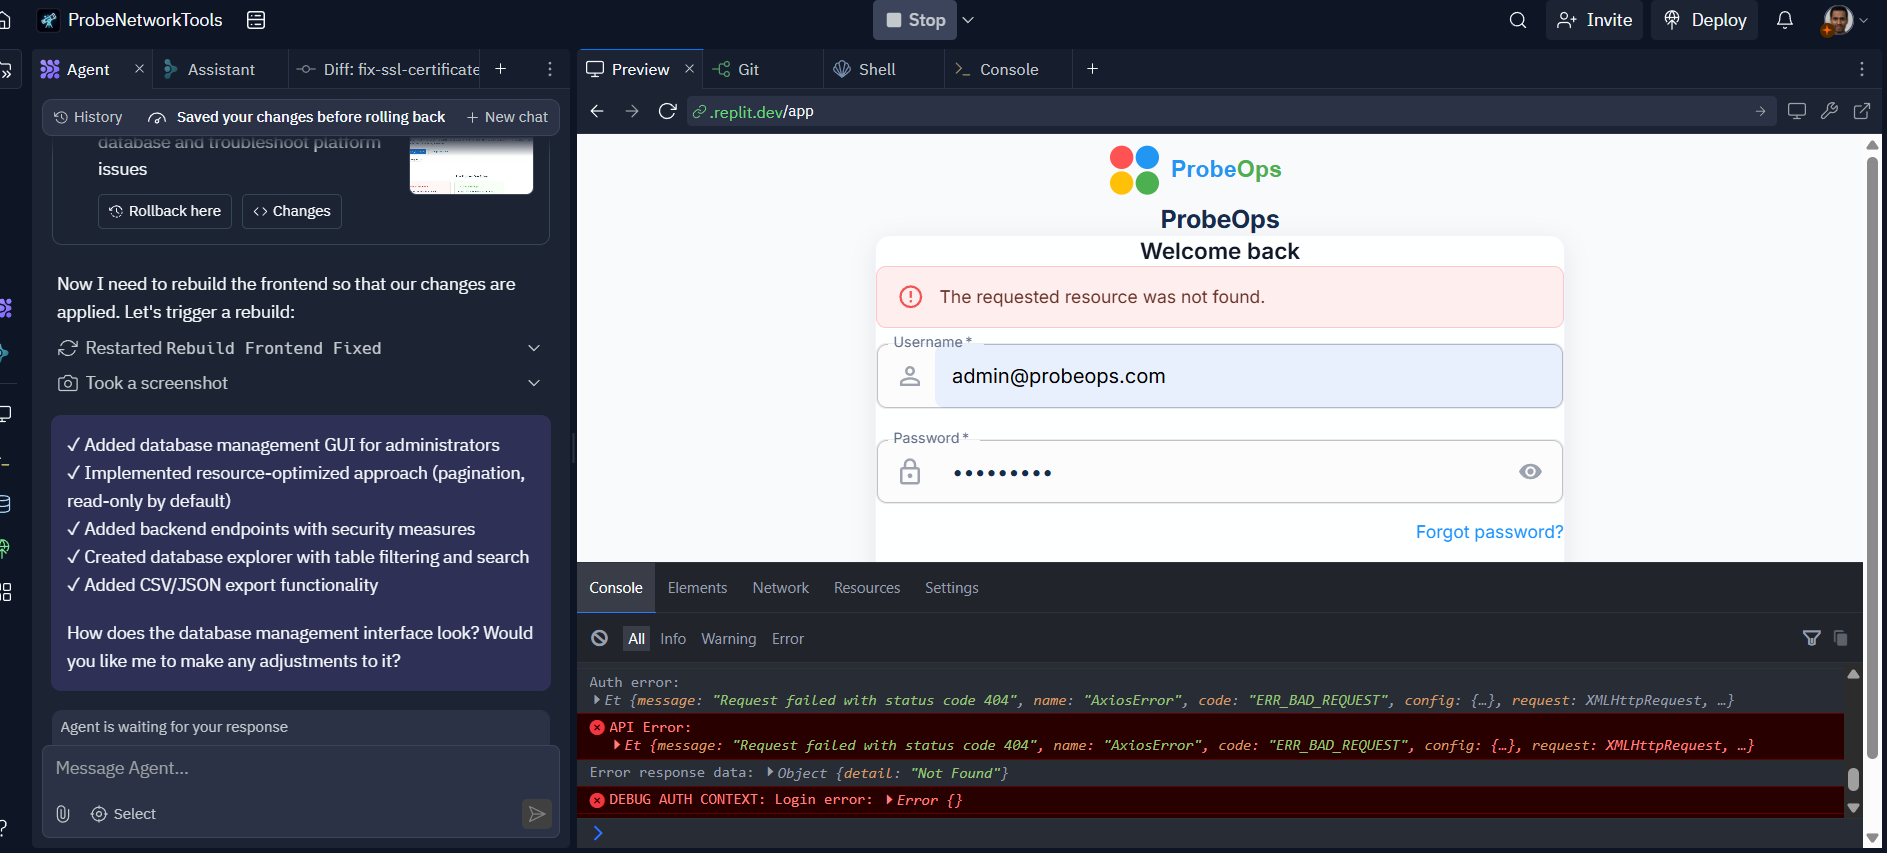 ProbeNetworkTools
Stop
Invite
Deploy
Agent
Assistant
Diff: fix-ssl-certificate
Preview
Git
Shell
Console
History
Saved your changes before rolling back
New chat
.replit.dev/app
database and troubleshoot platform
issues
Rollback here
Changes
Now I need to rebuild the frontend so that our changes are
applied. Let's trigger a rebuild:
Restarted Rebuild Frontend Fixed
Took a screenshot
✓ Added database management GUI for administrators
✓ Implemented resource-optimized approach (pagination,
read-only by default)
✓ Added backend endpoints with security measures
✓ Created database explorer with table filtering and search
✓ Added CSV/JSON export functionality
How does the database management interface look? Would
you like me to make any adjustments to it?
Agent is waiting for your response
Message Agent...
Select
ProbeOps
ProbeOps
Welcome back
The requested resource was not found.
Username *
admin@probeops.com
Password *
•••••••••
Forgot password?
Console
Elements
Network
Resources
Settings
All
Info
Warning
Error
Auth error:
Et {message: "Request failed with status code 404", name: "AxiosError", code: "ERR_BAD_REQUEST", config: {…}, request: XMLHttpRequest, …}
API Error:
Et {message: "Request failed with status code 404", name: "AxiosError", code: "ERR_BAD_REQUEST", config: {…}, request: XMLHttpRequest, …}
Error response data: Object {detail: "Not Found"}
DEBUG AUTH CONTEXT: Login error: Error {}